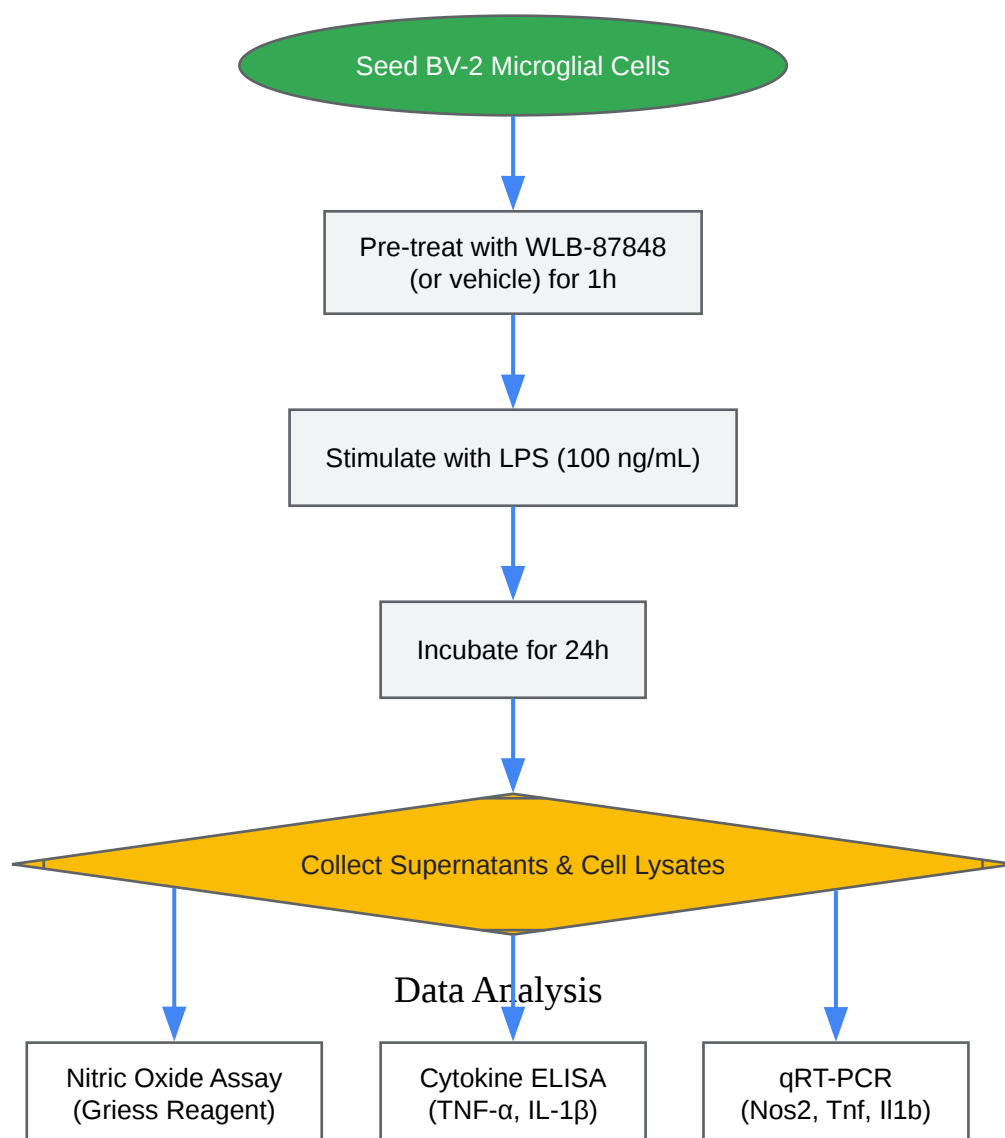 Seed BV-2 Microglial Cells
Pre-treat with WLB-87848
(or vehicle) for 1h
Stimulate with LPS (100 ng/mL)
Incubate for 24h
Collect Supernatants & Cell Lysates
Data Analysis
Nitric Oxide Assay
(Griess Reagent)
Cytokine ELISA
(TNF-α, IL-1β)
qRT-PCR
(Nos2, Tnf, Il1b)